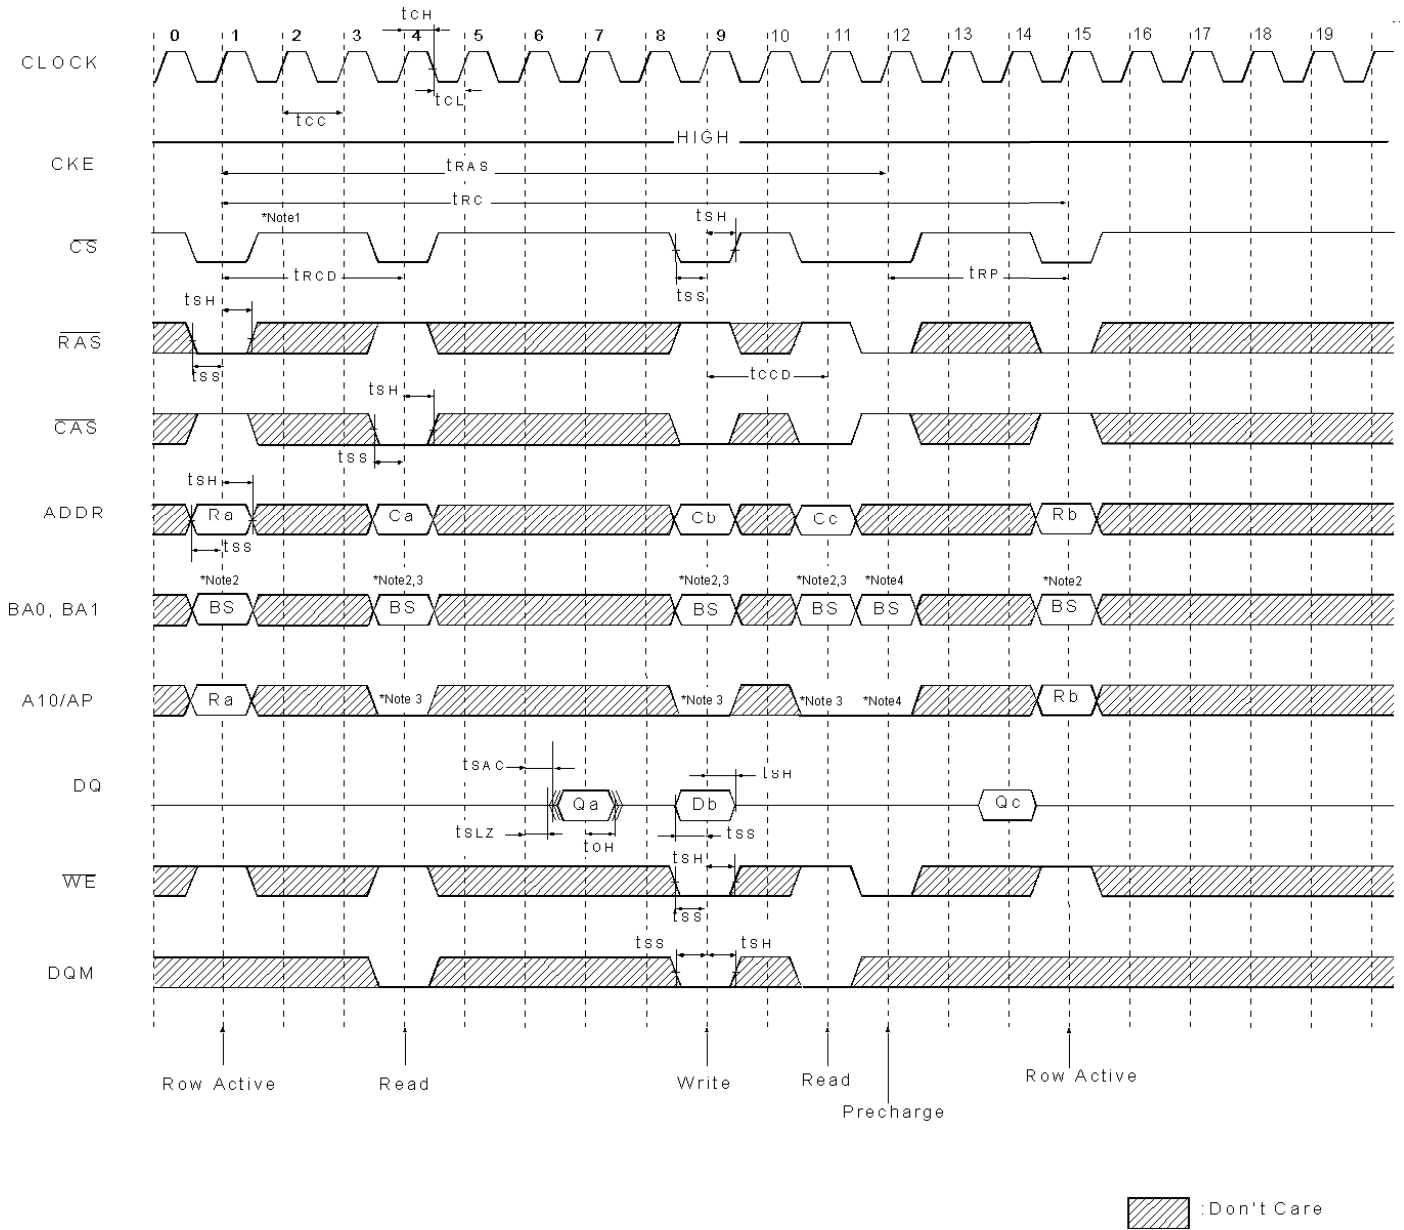 tCH
0 1 2 3 4 5 6 7 8 9 10 11 12 13 14 15 16 17 18 19
CLOCK
tCL
tCC
HIGH
CKE
tRAS
tRC
*Note1
tSH
CS
tRCD
tRP
tSS
tSH
RAS
tSS
tCCD
tSH
CAS
tSS
tSH
ADDR
Ra Ca Cb Cc Rb
tSS
*Note2 *Note2,3 *Note2,3 *Note2,3 *Note4 *Note2
BA0, BA1
BS BS BS BS BS BS
A10/AP
Ra *Note 3 *Note 3 *Note 3 *Note4 Rb
tSAC
tSH
DQ
Qa Db Qc
tSLZ
tOH
tSS
tSH
WE
tSS
tSS tSH
DQM
Row Active Read Write Read Row Active
Precharge
:Don't Care